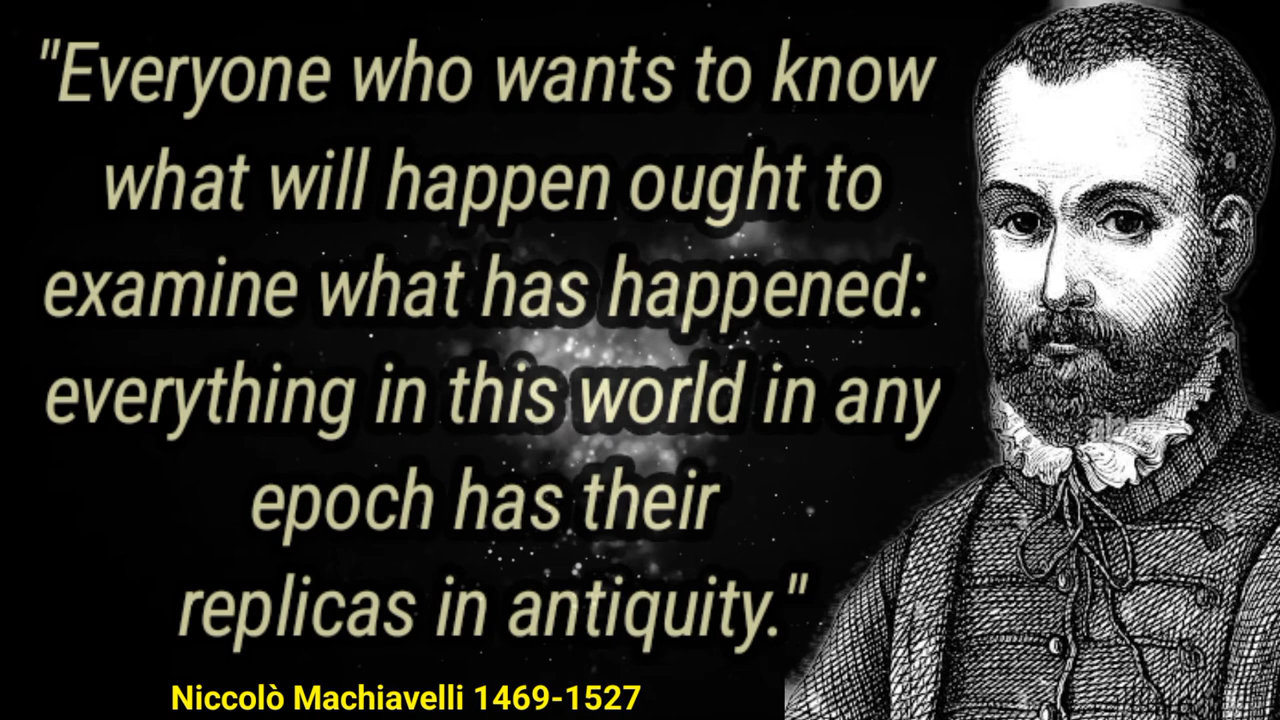 "Everyone who wants to know
what will happen ought to
examine what has happened:
everything in this world in any
epoch has their
replicas in antiquity."
Niccolò Machiavelli 1469-1527